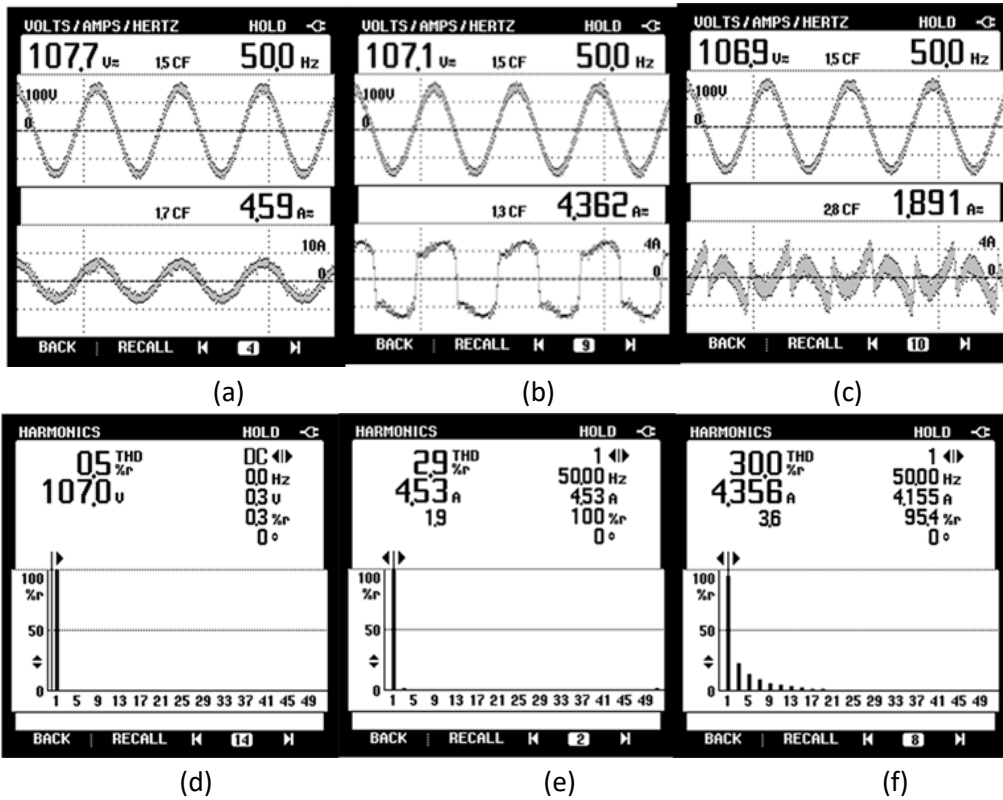 VOLTS / AMPS / HERTZ HOLD
107.7 V≂ 1.5 CF 50.0 Hz
100V
0
1.7 CF 4.59 A≂
10A
0
BACK RECALL 4
(a)
VOLTS / AMPS / HERTZ HOLD
107.1 V≂ 1.5 CF 50.0 Hz
100V
0
1.3 CF 4.362 A≂
4A
0
BACK RECALL 9
(b)
VOLTS / AMPS / HERTZ HOLD
106.9 V≂ 1.5 CF 50.0 Hz
100V
0
2.8 CF 1.891 A≂
4A
0
BACK RECALL 10
(c)
HARMONICS HOLD
0.5 THD %r DC
107.0 V 0.0 Hz
0.3 V
0.3 %r
0 °
100
%r
50
0
1 5 9 13 17 21 25 29 33 37 41 45 49
BACK RECALL 14
(d)
HARMONICS HOLD
2.9 THD %r 1
4.53 A 50.00 Hz
4.53 A
1.9 100 %r
0 °
100
%r
50
0
1 5 9 13 17 21 25 29 33 37 41 45 49
BACK RECALL 2
(e)
HARMONICS HOLD
30.0 THD %r 1
4.356 A 50.00 Hz
4.155 A
3.6 95.4 %r
0 °
100
%r
50
0
1 5 9 13 17 21 25 29 33 37 41 45 49
BACK RECALL 8
(f)